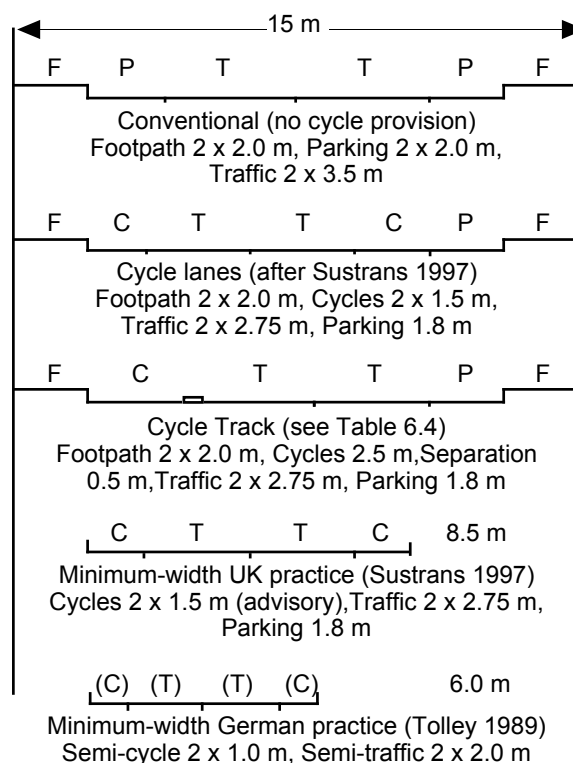 15 m
F P T T P F
Conventional (no cycle provision)
Footpath 2 x 2.0 m, Parking 2 x 2.0 m,
Traffic 2 x 3.5 m
F C T T C P F
Cycle lanes (after Sustrans 1997)
Footpath 2 x 2.0 m, Cycles 2 x 1.5 m,
Traffic 2 x 2.75 m, Parking 1.8 m
F C T T P F
Cycle Track (see Table 6.4)
Footpath 2 x 2.0 m, Cycles 2.5 m,Separation
0.5 m,Traffic 2 x 2.75 m, Parking 1.8 m
C T T C 8.5 m
Minimum-width UK practice (Sustrans 1997)
Cycles 2 x 1.5 m (advisory),Traffic 2 x 2.75 m,
Parking 1.8 m
(C) (T) (T) (C) 6.0 m
Minimum-width German practice (Tolley 1989)
Semi-cycle 2 x 1.0 m, Semi-traffic 2 x 2.0 m